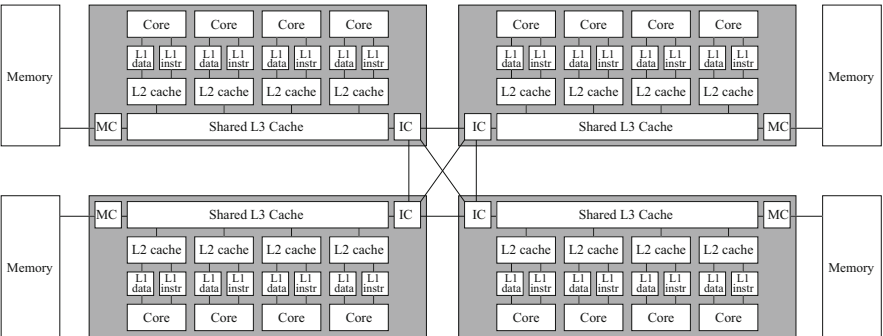 Core Core Core Core Core Core Core Core
L1 data L1 instr L1 data L1 instr L1 data L1 instr L1 data L1 instr L1 data L1 instr L1 data L1 instr L1 data L1 instr L1 data L1 instr
Memory Memory
L2 cache L2 cache L2 cache L2 cache L2 cache L2 cache L2 cache L2 cache
MC Shared L3 Cache IC IC Shared L3 Cache MC
MC Shared L3 Cache IC IC Shared L3 Cache MC
L2 cache L2 cache L2 cache L2 cache L2 cache L2 cache L2 cache L2 cache
Memory Memory
L1 data L1 instr L1 data L1 instr L1 data L1 instr L1 data L1 instr L1 data L1 instr L1 data L1 instr L1 data L1 instr L1 data L1 instr
Core Core Core Core Core Core Core Core